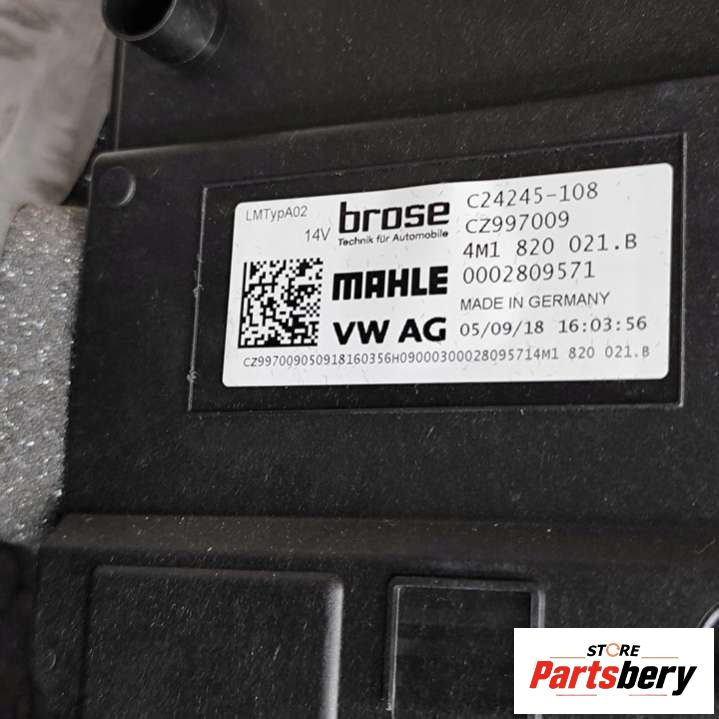 LMTypA02
14V
brose
Technik für Automobile
C24245-108
CZ997009
4M1 820 021.B
0002809571
MAHLE
MADE IN GERMANY
VW AG
05/09/18 16:03:56
CZ997009050918160356H09000300028095714M1 820 021.B
STORE
Partsbery